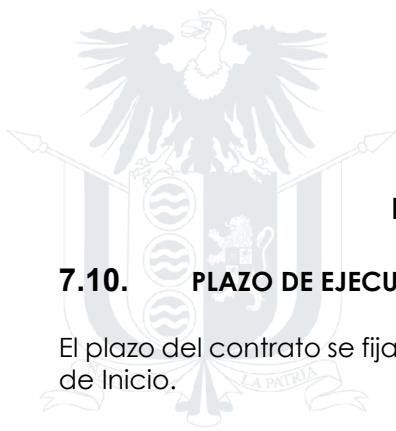 7.10. PLAZO DE EJECU
El plazo del contrato se fija
de Inicio.
LA PATRIA